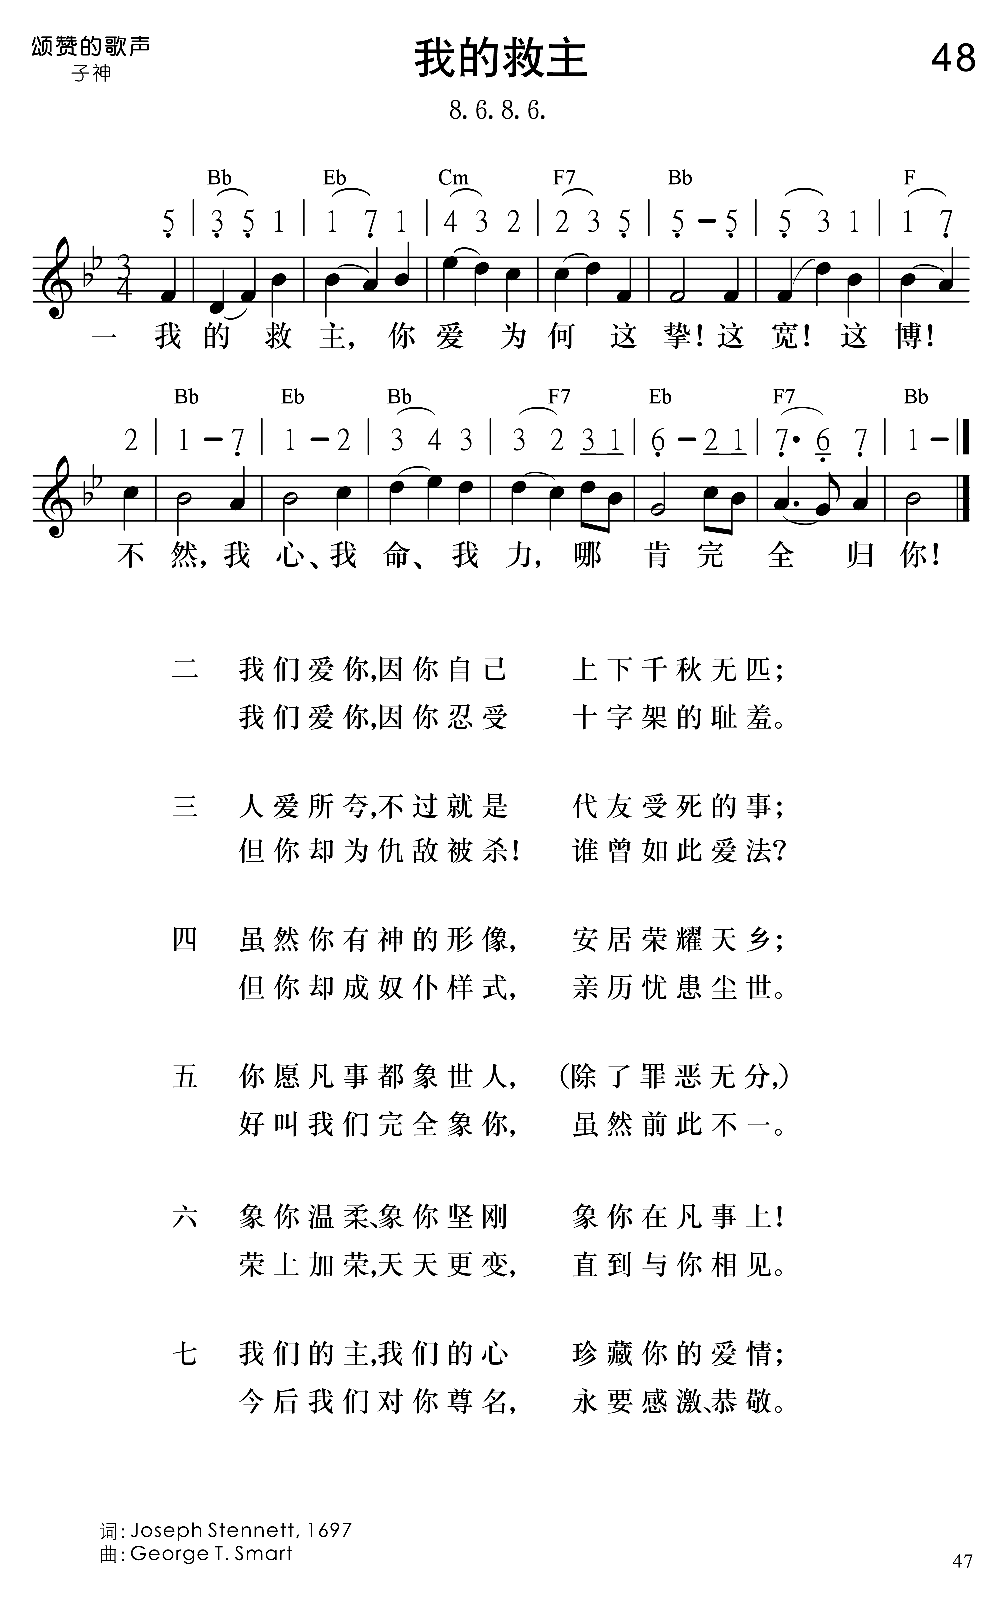 颂赞的歌声
子神
我的救主
48
8. 6. 8. 6.
Bb Eb Cm F7 Bb F
5 | 3 5 1 | 1 7 1 | 4 3 2 | 2 3 5 | 5 – 5 | 5 3 1 | 1 7
3
4
一 我的救主，你爱为何这挚！这宽！这博！
Bb Eb Bb F7 Eb F7 Bb
2 | 1 – 7 | 1 – 2 | 3 4 3 | 3 2 3 1 | 6 – 2 1 | 7· 6 7 | 1 – ‖
不然，我心、我命、我力，哪肯完全归你！
二 我们爱你,因你自己 上下千秋无匹；
我们爱你,因你忍受 十字架的耻羞。
三 人爱所夸,不过就是 代友受死的事；
但你却为仇敌被杀! 谁曾如此爱法?
四 虽然你有神的形像， 安居荣耀天乡；
但你却成奴仆样式， 亲历忧患尘世。
五 你愿凡事都象世人， (除了罪恶无分,)
好叫我们完全象你， 虽然前此不一。
六 象你温柔、象你坚刚 象你在凡事上!
荣上加荣,天天更变， 直到与你相见。
七 我们的主,我们的心 珍藏你的爱情；
今后我们对你尊名， 永要感激、恭敬。
词: Joseph Stennett, 1697
曲: George T. Smart
47